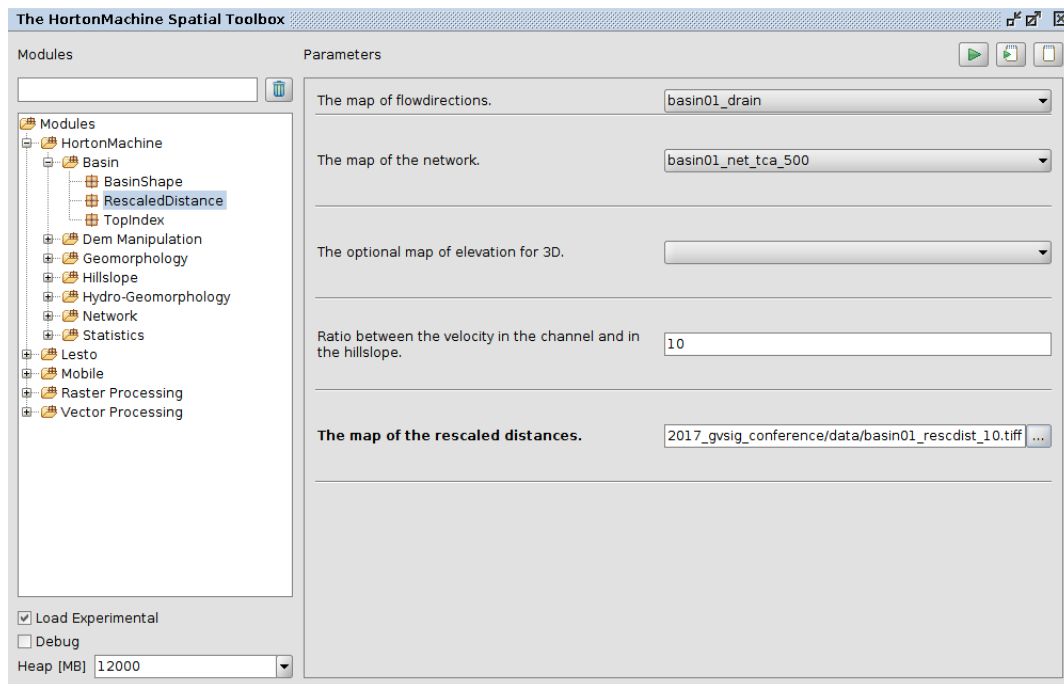 The HortonMachine Spatial Toolbox
Modules
Parameters
Modules
HortonMachine
Basin
BasinShape
RescaledDistance
TopIndex
Dem Manipulation
Geomorphology
Hillslope
Hydro-Geomorphology
Network
Statistics
Lesto
Mobile
Raster Processing
Vector Processing
Load Experimental
Debug
Heap [MB] 12000
The map of flowdirections. basin01_drain
The map of the network. basin01_net_tca_500
The optional map of elevation for 3D.
Ratio between the velocity in the channel and in
the hillslope.
10
The map of the rescaled distances. 2017_gvsig_conference/data/basin01_rescdist_10.tiff ...